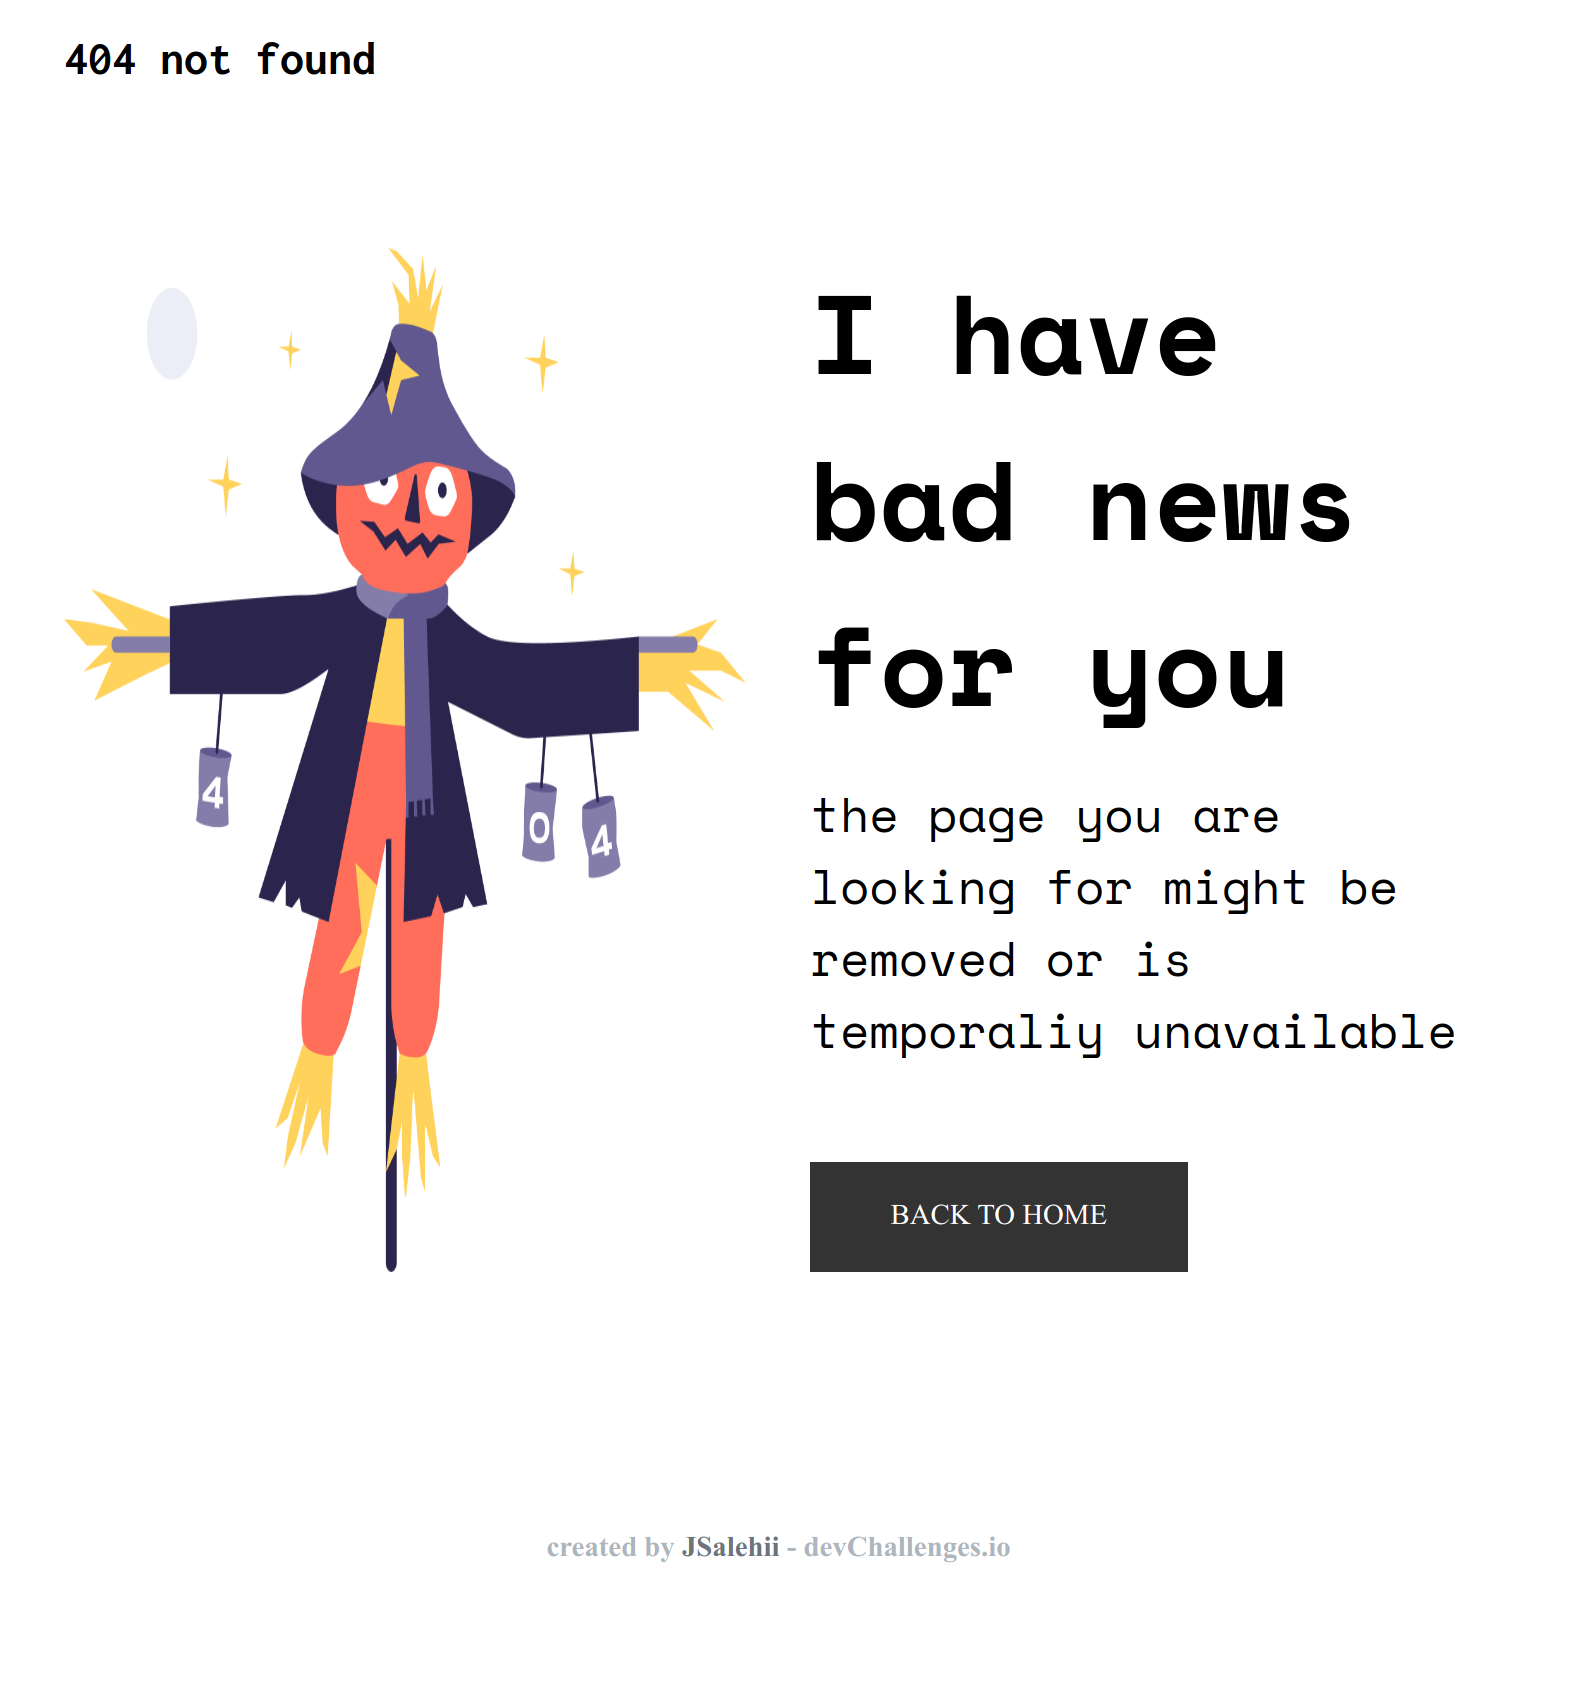 404 not found
I have
bad news
for you
the page you are
looking for might be
removed or is
temporaliy unavailable
4
0
4
BACK TO HOME
created by JSalehii - devChallenges.io